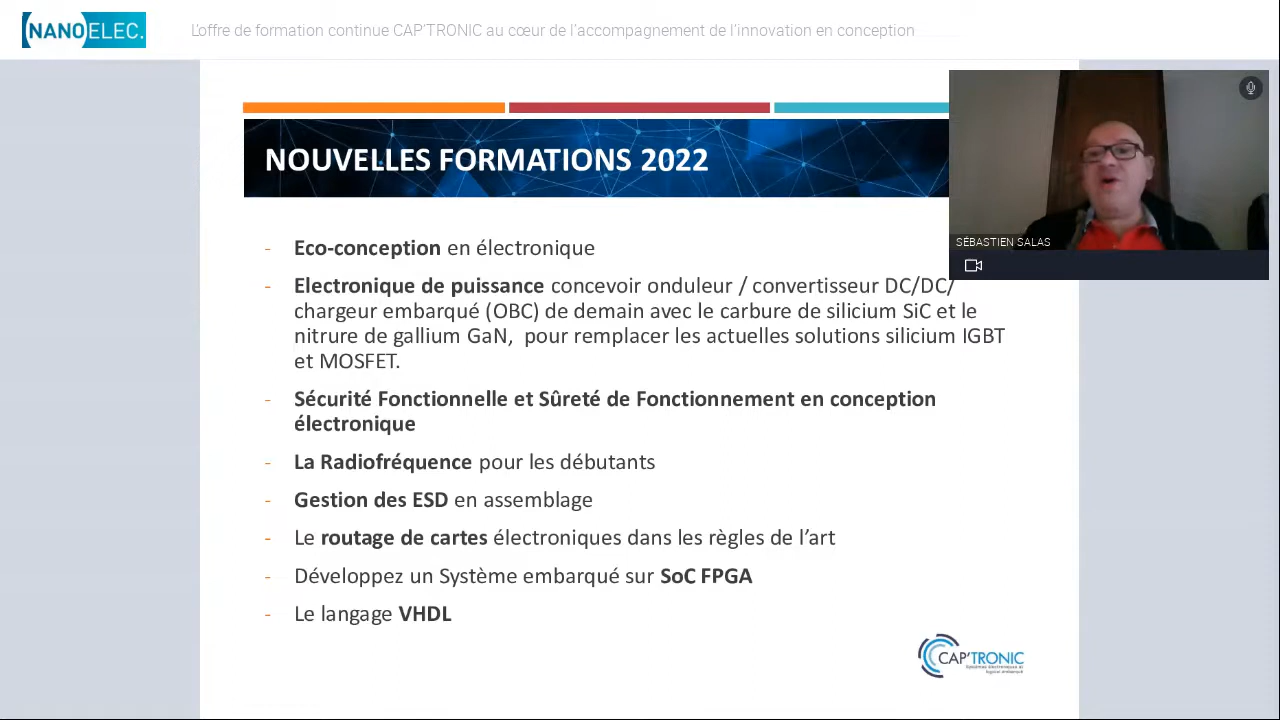 NANOELEC.
L'offre de formation continue CAP'TRONIC au cœur de l'accompagnement de l'innovation en conception
NOUVELLES FORMATIONS 2022
SÉBASTIEN SALAS
- Eco-conception en électronique
- Electronique de puissance concevoir onduleur / convertisseur DC/DC/
chargeur embarqué (OBC) de demain avec le carbure de silicium SiC et le
nitrure de gallium GaN, pour remplacer les actuelles solutions silicium IGBT
et MOSFET.
- Sécurité Fonctionnelle et Sûreté de Fonctionnement en conception
électronique
- La Radiofréquence pour les débutants
- Gestion des ESD en assemblage
- Le routage de cartes électroniques dans les règles de l’art
- Développez un Système embarqué sur SoC FPGA
- Le langage VHDL
CAP'TRONIC